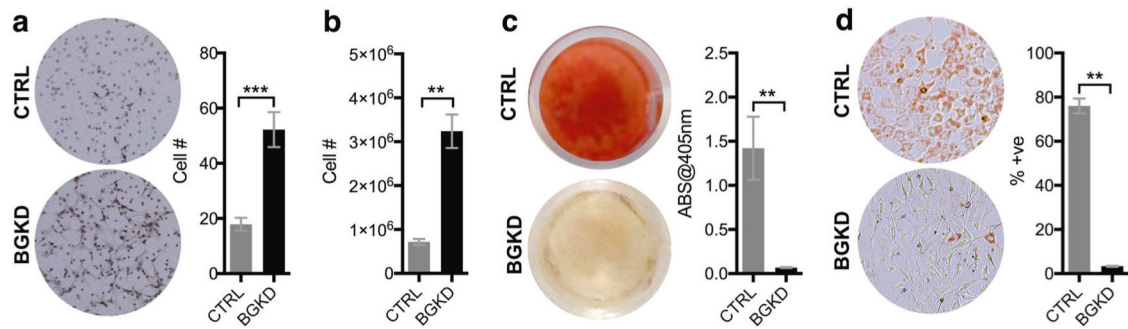 a
CTRL
BGKD
Cell #
80
60
40
20
0
***
CTRL
BGKD
b
Cell #
5×10⁶
4×10⁶
3×10⁶
2×10⁶
1×10⁶
0
**
CTRL
BGKD
c
CTRL
BGKD
ABS@405nm
2.5
2.0
1.5
1.0
0.5
0.0
**
CTRL
BGKD
d
CTRL
BGKD
% +ve
100
80
60
40
20
0
**
CTRL
BGKD